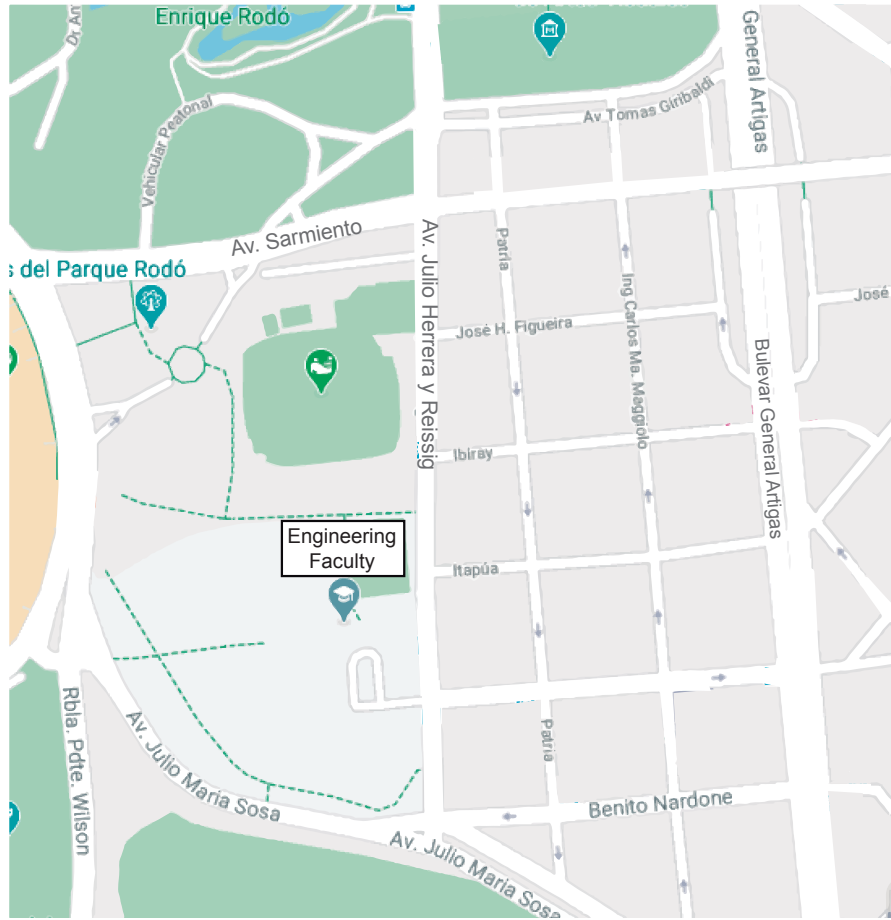 Enrique Rodó
Dr An
Vehicular Peatonal
General Artigas
Av Tomas Giribaldi
Av. Sarmiento
s del Parque Rodó
Av. Julio Herrera y Reissig
Patria
Ing Carlos Ma. Maggiolo
José
José H. Figueira
Bulevar General Artigas
Ibiray
Engineering
Faculty
Itapúa
Rbla. Pdte. Wilson
Av. Julio Maria Sosa
Patria
Benito Nardone
Av. Julio Maria Sosa